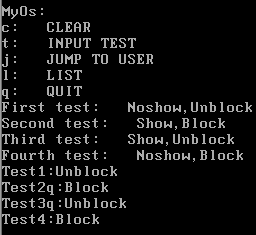 MyOs:
c:   CLEAR
t:   INPUT TEST
j:   JUMP TO USER
l:   LIST
q:   QUIT
First test:   Noshow,Unblock
Second test:   Show,Block
Third test:   Show,Unblock
Fourth test:   Noshow,Block
Test1:Unblock
Test2q:Block
Test3q:Unblock
Test4:Block